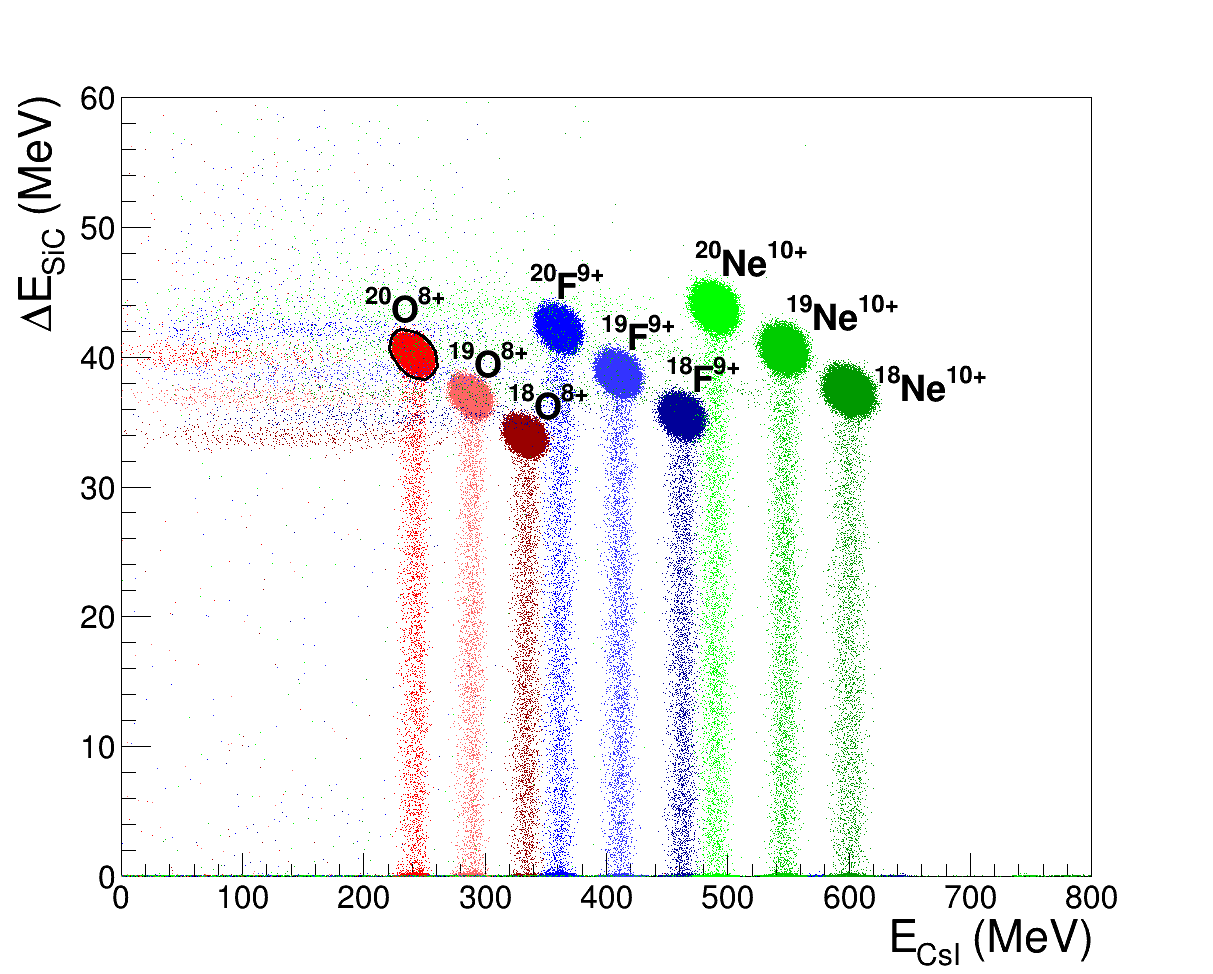 ΔE_SiC (MeV)
60
50
40
30
20
10
0
20Ne10+
20F9+
20O8+
19Ne10+
19F9+
19O8+
18F9+
18Ne10+
18O8+
0 100 200 300 400 500 600 700 800
E_CsI (MeV)